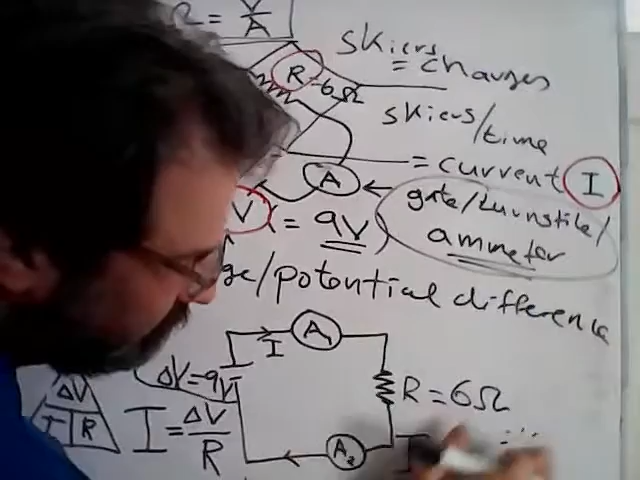 Ω = V/A
skiers
= charges
R = 6Ω
skiers/time
= current I
A
gate/turnstile/
ammeter
V = 9V
ge/potential difference
A₁
I
ΔV=9V
R=6Ω
ΔV
I R
I = ΔV/R
A₂
I